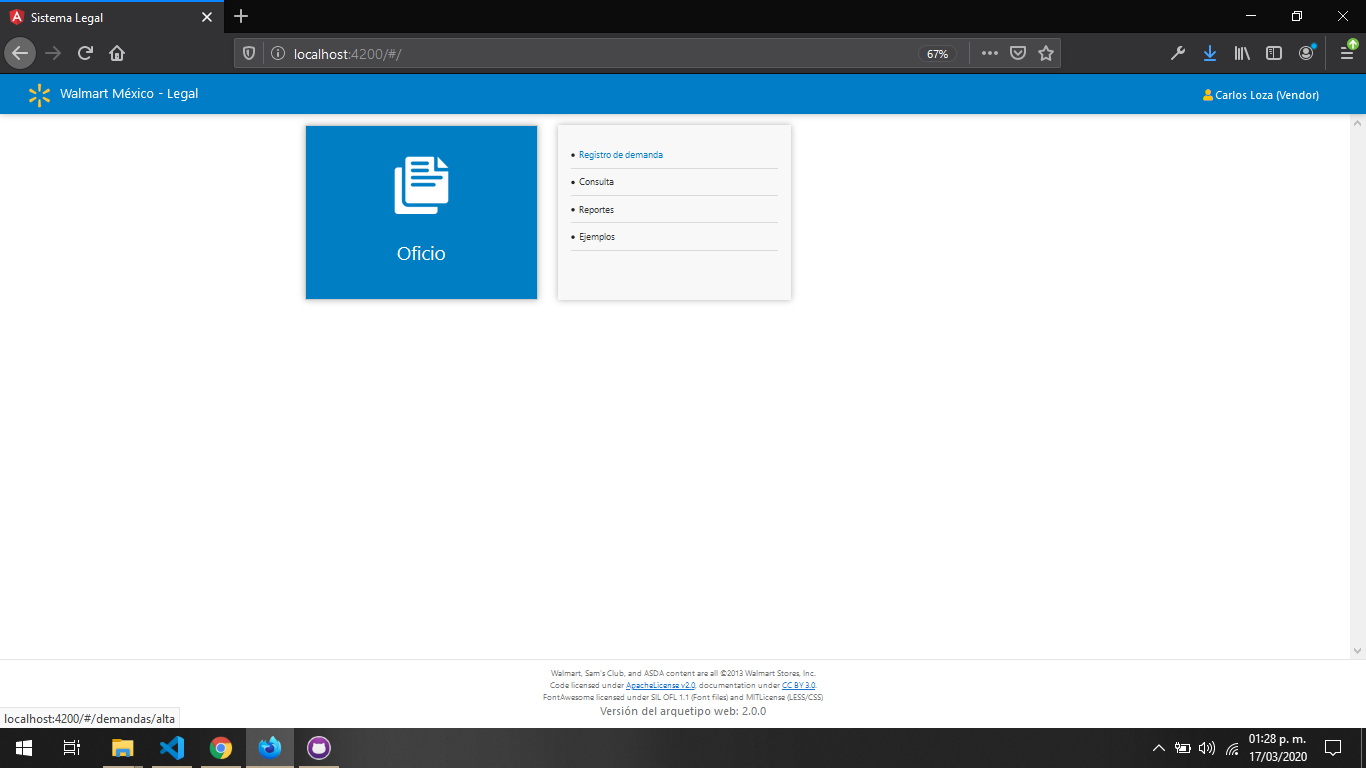 Sistema Legal
localhost:4200/#/
67%
Walmart México - Legal
Carlos Loza (Vendor)
Oficio
Registro de demanda
Consulta
Reportes
Ejemplos
Walmart, Sam's Club, and ASDA content are all ©2013 Walmart Stores, Inc.
Code licensed under ApacheLicense v2.0, documentation under CC BY 3.0.
FontAwesome licensed under SIL OFL 1.1 (Font files) and MITLicense (LESS/CSS)
Versión del arquetipo web: 2.0.0
localhost:4200/#/demandas/alta
01:28 p. m.
17/03/2020